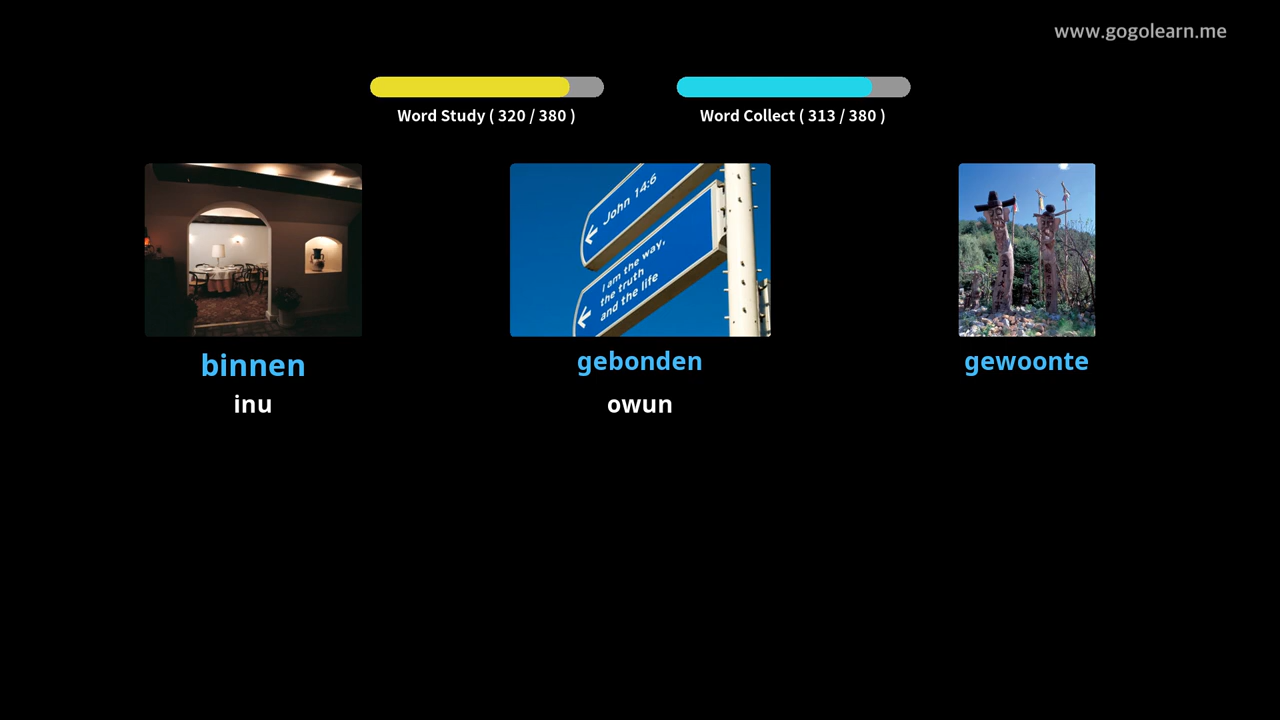 www.gogolearn.me
Word Study ( 320 / 380 )
Word Collect ( 313 / 380 )
John 14:6
I am the way,
the truth
and the life
binnen
gebonden
gewoonte
inu
owun